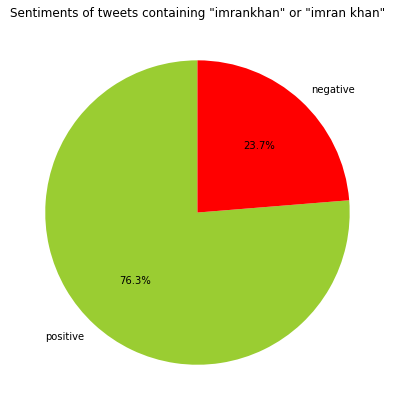 Sentiments of tweets containing "imrankhan" or "imran khan"
negative
23.7%
76.3%
positive